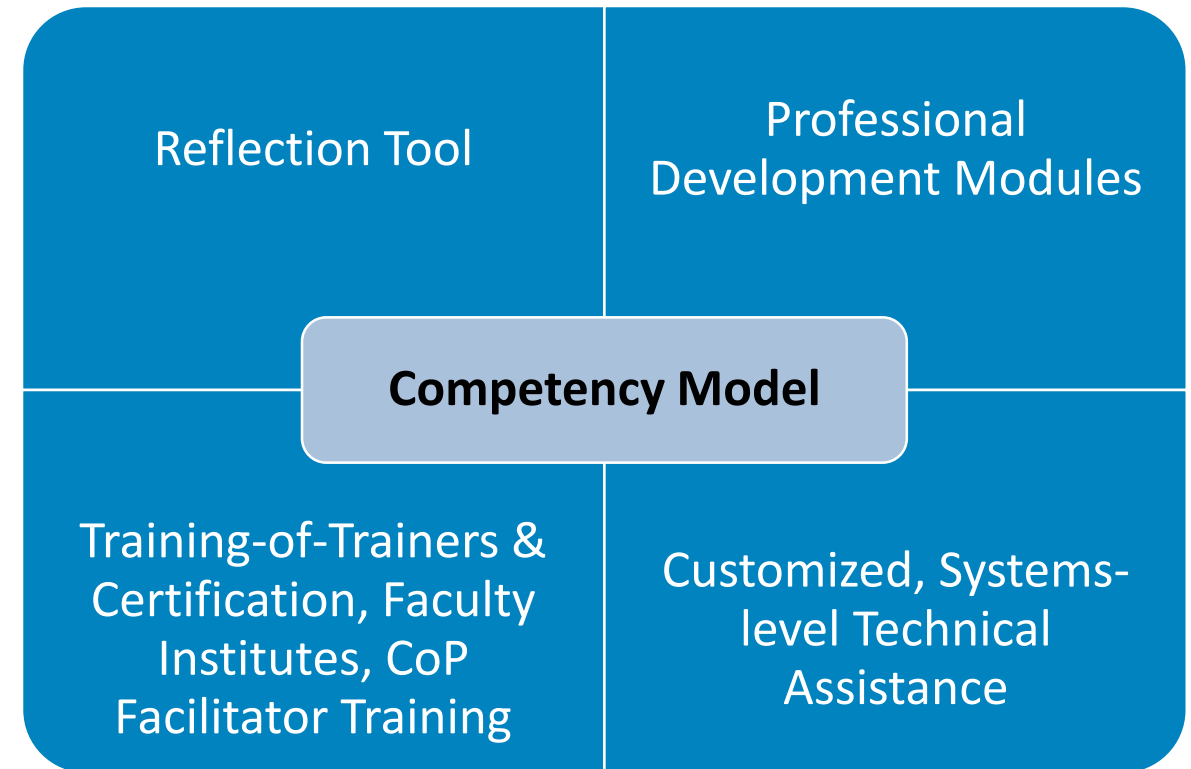 Reflection Tool
Professional
Development Modules
Competency Model
Training-of-Trainers &
Certification, Faculty
Institutes, CoP
Facilitator Training
Customized, Systems-
level Technical
Assistance